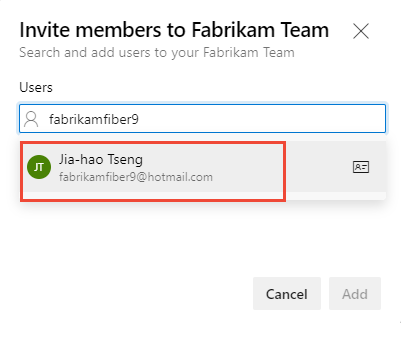 Invite members to Fabrikam Team
Search and add users to your Fabrikam Team
Users
fabrikamfiber9
JT
Jia-hao Tseng
fabrikamfiber9@hotmail.com
Cancel
Add